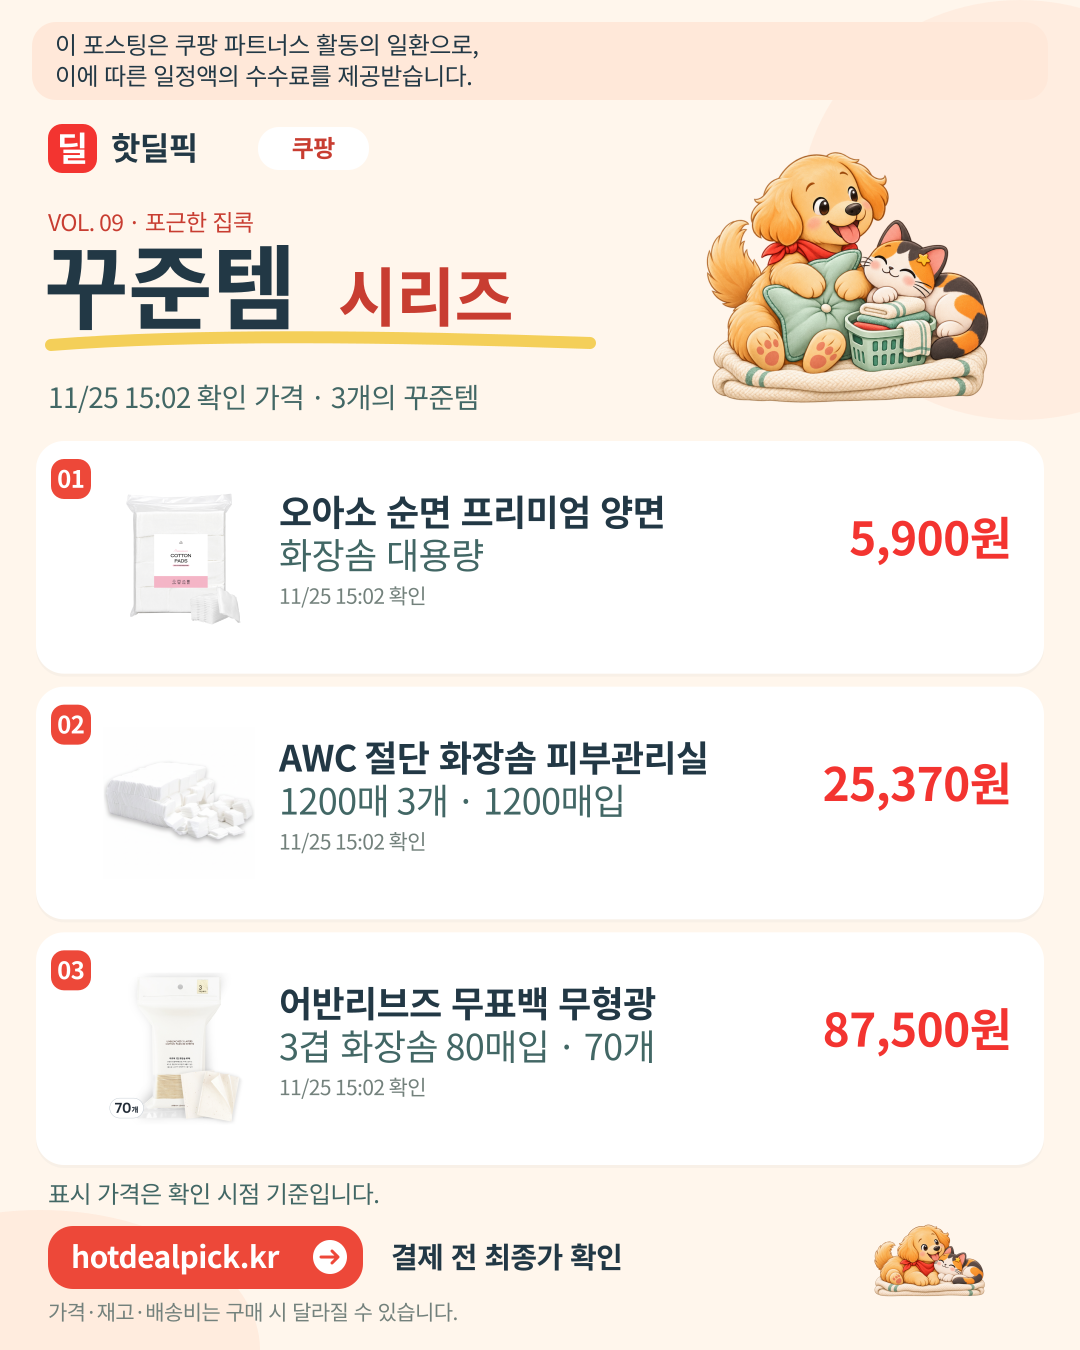 이 포스팅은 쿠팡 파트너스 활동의 일환으로,
이에 따른 일정액의 수수료를 제공받습니다.
딜 핫딜픽 쿠팡
VOL. 09 · 포근한 집콕
꾸준템 시리즈
11/25 15:02 확인 가격 · 3개의 꾸준템
01
COTTON
PADS
오아소 순면 프리미엄 양면
화장솜 대용량
11/25 15:02 확인
5,900원
02
AWC 절단 화장솜 피부관리실
1200매 3개 · 1200매입
11/25 15:02 확인
25,370원
03
3
70개
어반리브즈 무표백 무형광
3겹 화장솜 80매입 · 70개
11/25 15:02 확인
87,500원
표시 가격은 확인 시점 기준입니다.
hotdealpick.kr 결제 전 최종가 확인
가격·재고·배송비는 구매 시 달라질 수 있습니다.